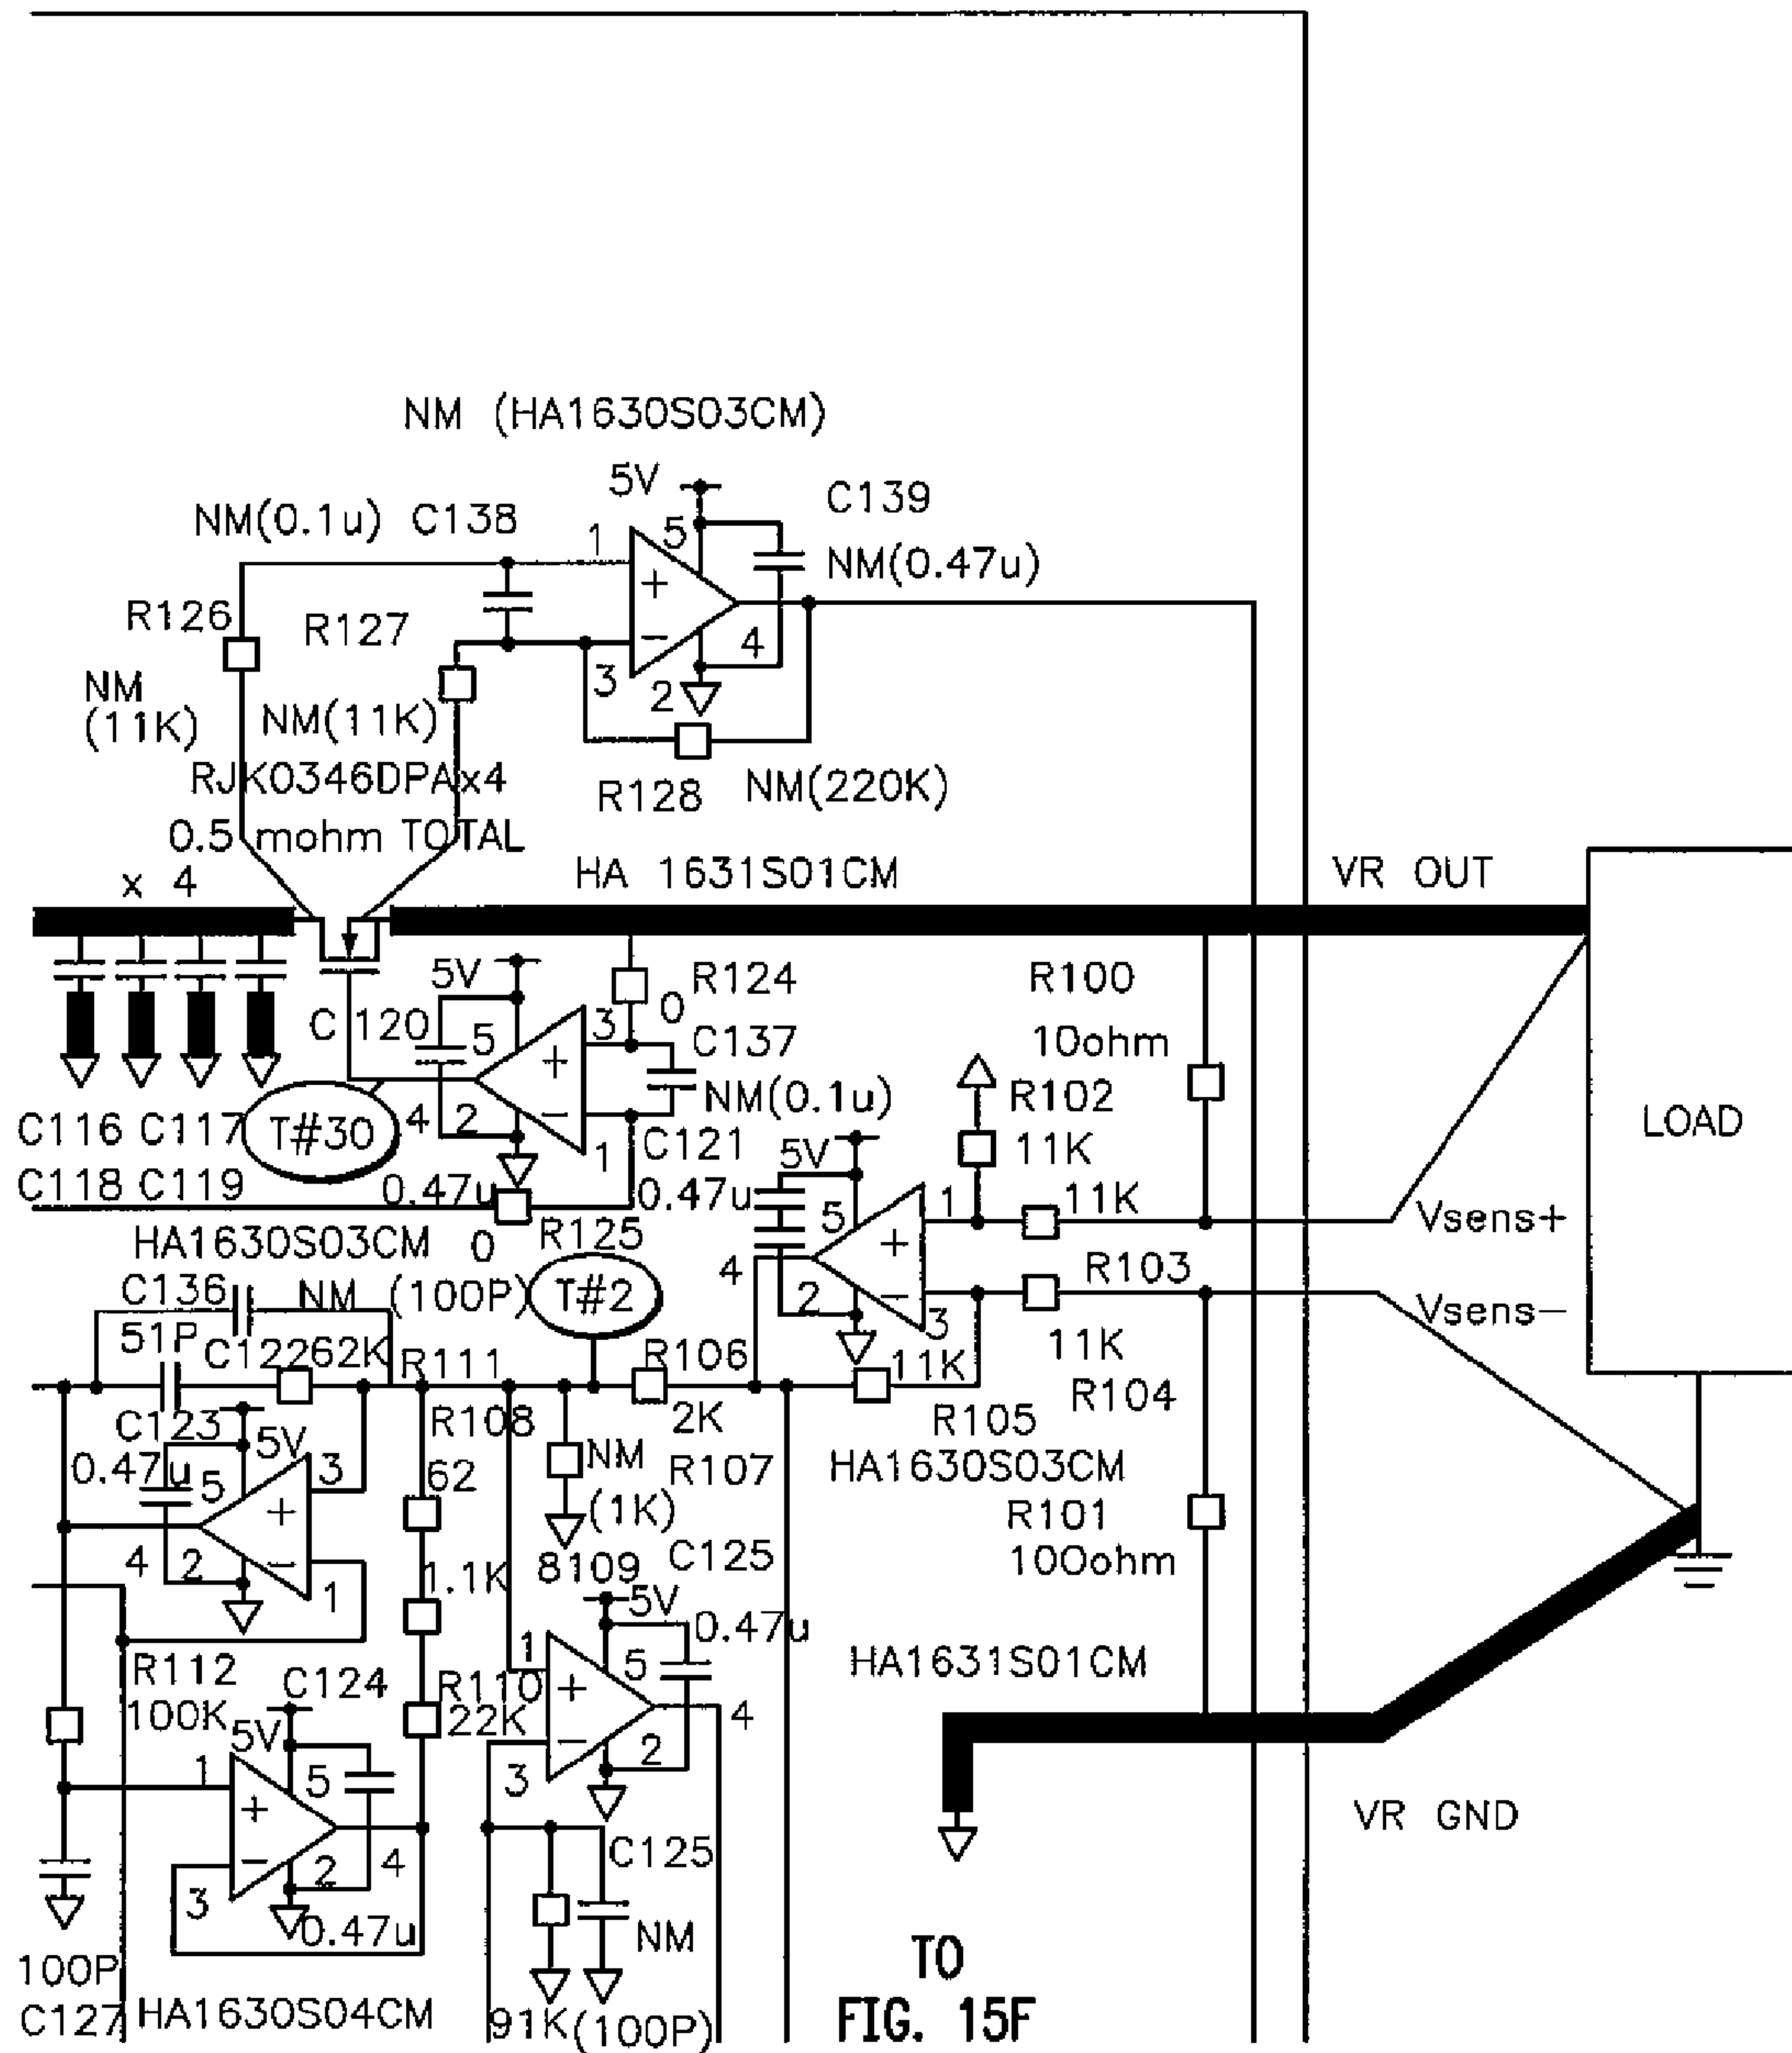 NM (HA1630S03CM)
5V
C139
NM(0.1u) C138
1
5
NM(0.47u)
+
R126
R127
−
4
3
2
NM
(11K)
NM(11K)
RJK0346DPAx4
R128
NM(220K)
0.5 mohm TOTAL
x 4
HA 1631S01CM
VR OUT
5V
R124
0
R100
10ohm
C120
5
3
C137
+
−
NM(0.1u)
R102
11K
C116 C117
T#30
4
2
1
C121
5V
LOAD
C118 C119
0.47u
0.47u
5
1
11K
Vsens+
HA1630S03CM
0
R125
+
4
R103
C136
NM (100P)
T#2
2
−
3
Vsens−
51P
C122
62K
R111
R106
11K
11K
R104
C123
5V
R108
2K
R105
0.47u
5
3
62
NM
R107
HA1630S03CM
+
(1K)
R101
100ohm
4
2
−
1
1.1K
8109
C125
5V
0.47u
R112
100K
C124
R110
22K
1
5
+
HA1631S01CM
4
5V
−
2
1
5
3
VR GND
+
C125
−
2
4
3
0.47u
NM
100P
C127
HA1630S04CM
91K
(100P)
TO
FIG. 15F